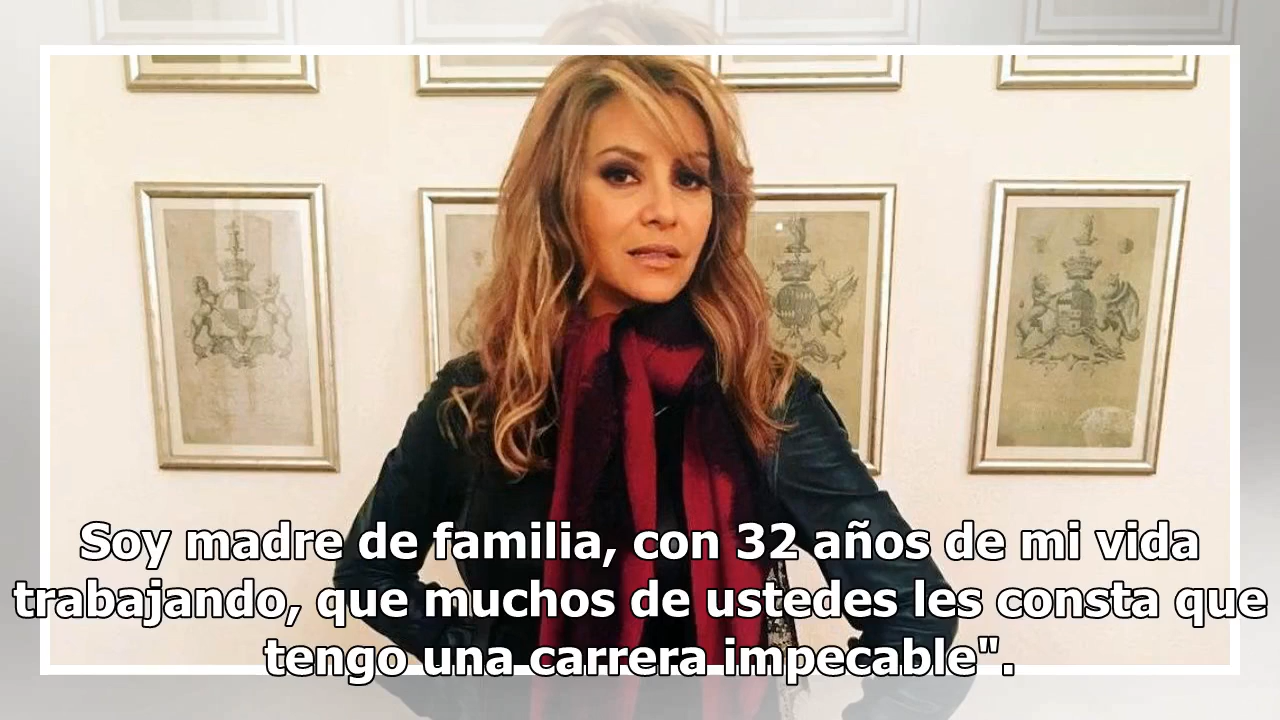 Soy madre de familia, con 32 años de mi vida
trabajando, que muchos de ustedes les consta que
tengo una carrera impecable".